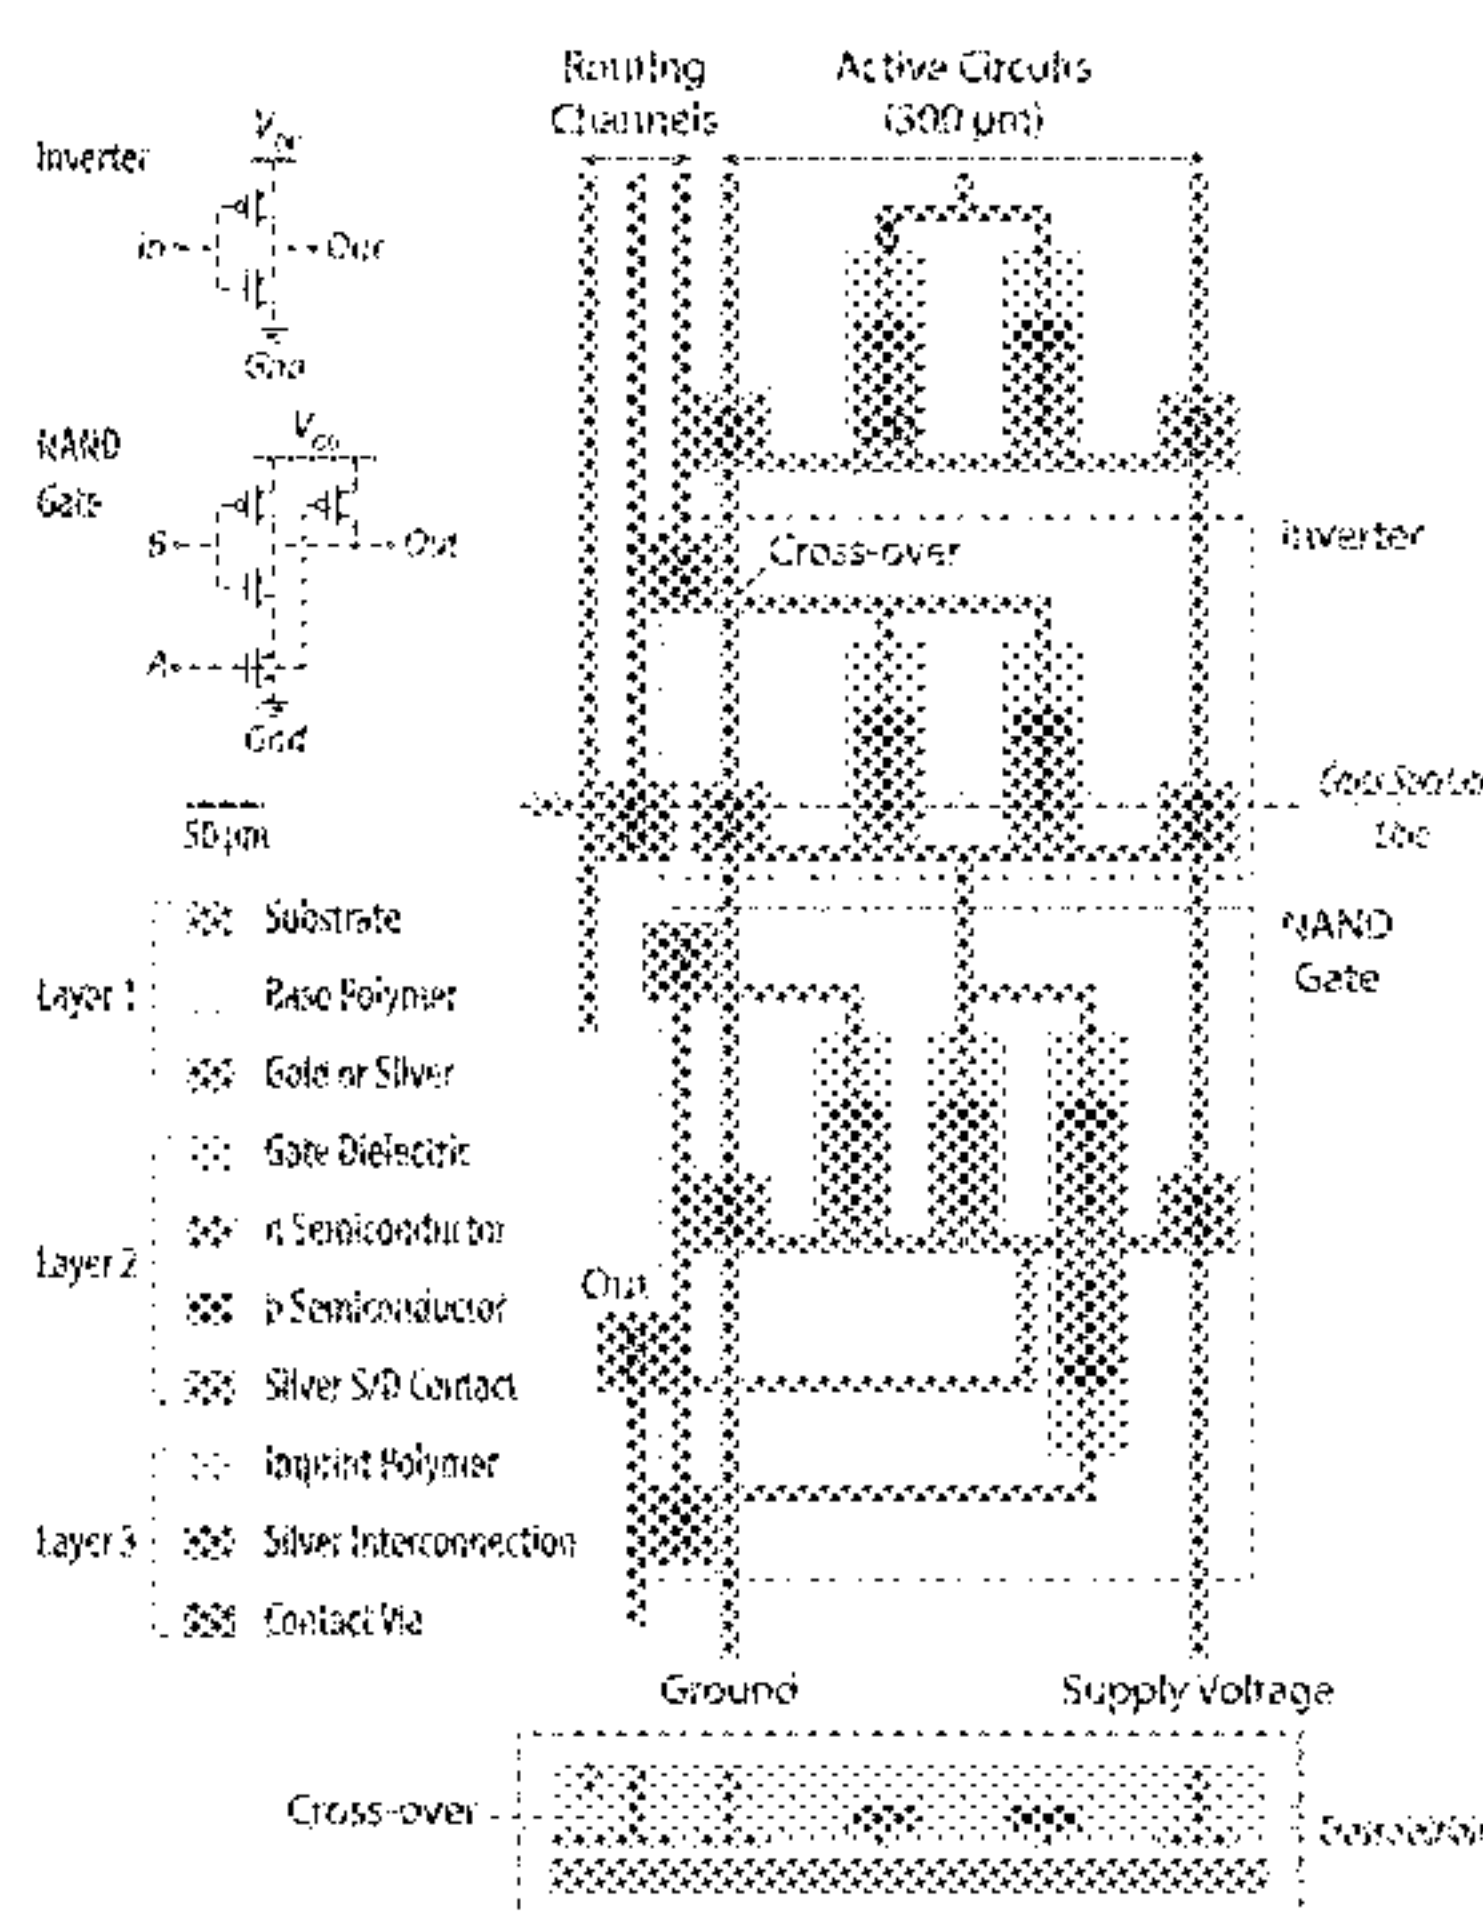 Routing
Channels
Active Circuits
(300 µm)
Inverter
In
Out
Gnd
NAND
Gate
B
Out
A
Gnd
50 µm
Inverter
Cross-over
Line
NAND
Gate
Layer 1
Substrate
Base Polymer
Gold or Silver
Layer 2
Gate Dielectric
n Semiconductor
p Semiconductor
Silver S/D Contact
Layer 3
Imprint Polymer
Silver Interconnection
Contact Via
Out
Ground
Supply Voltage
Cross-over